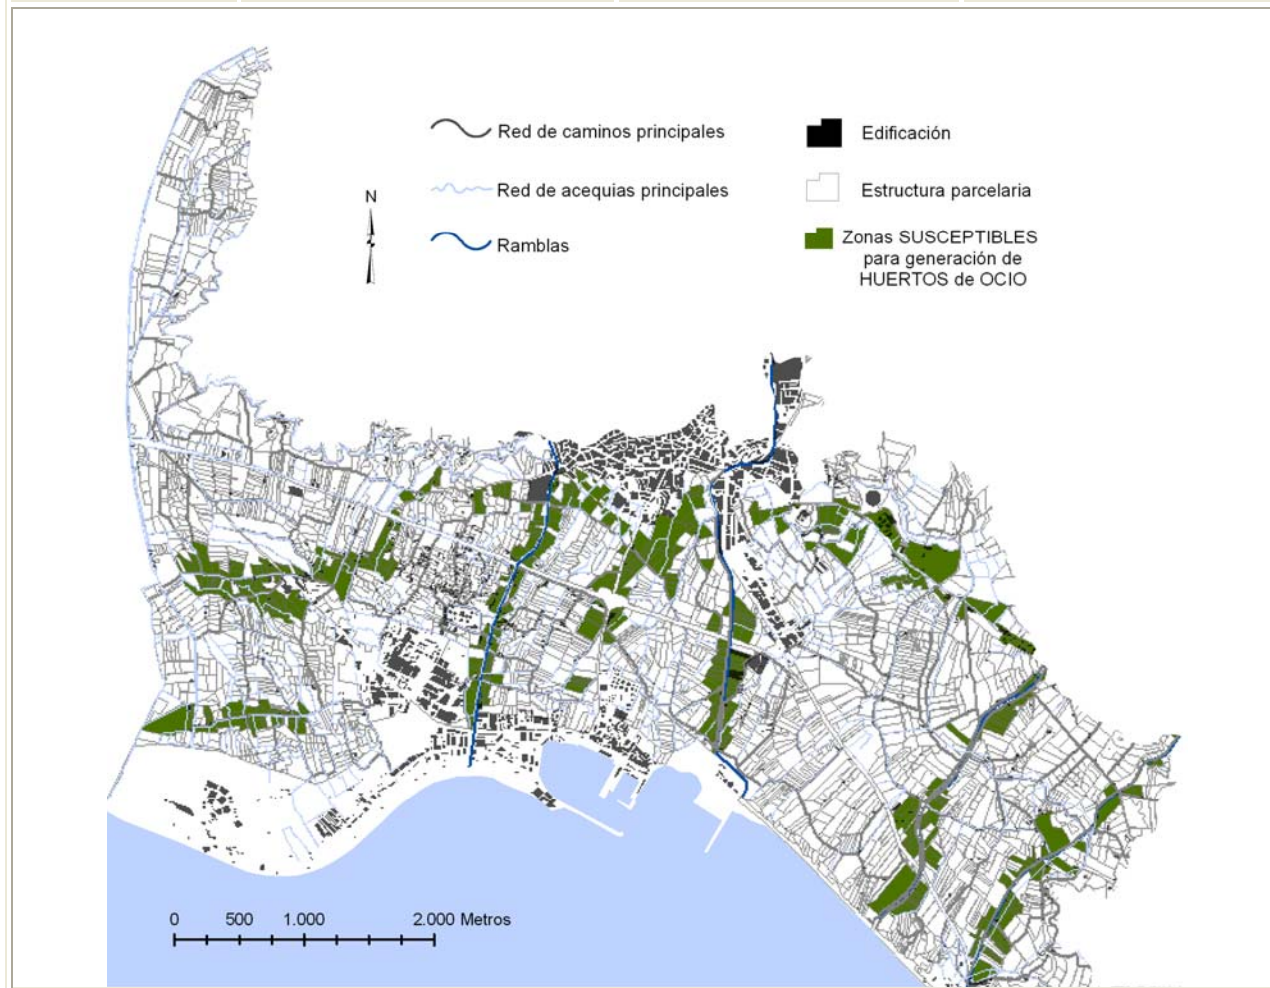 Red de caminos principales
Edificación
Red de acequias principales
Estructura parcelaria
N
Ramblas
Zonas SUSCEPTIBLES
para generación de
HUERTOS de OCIO
0 500 1.000 2.000 Metros